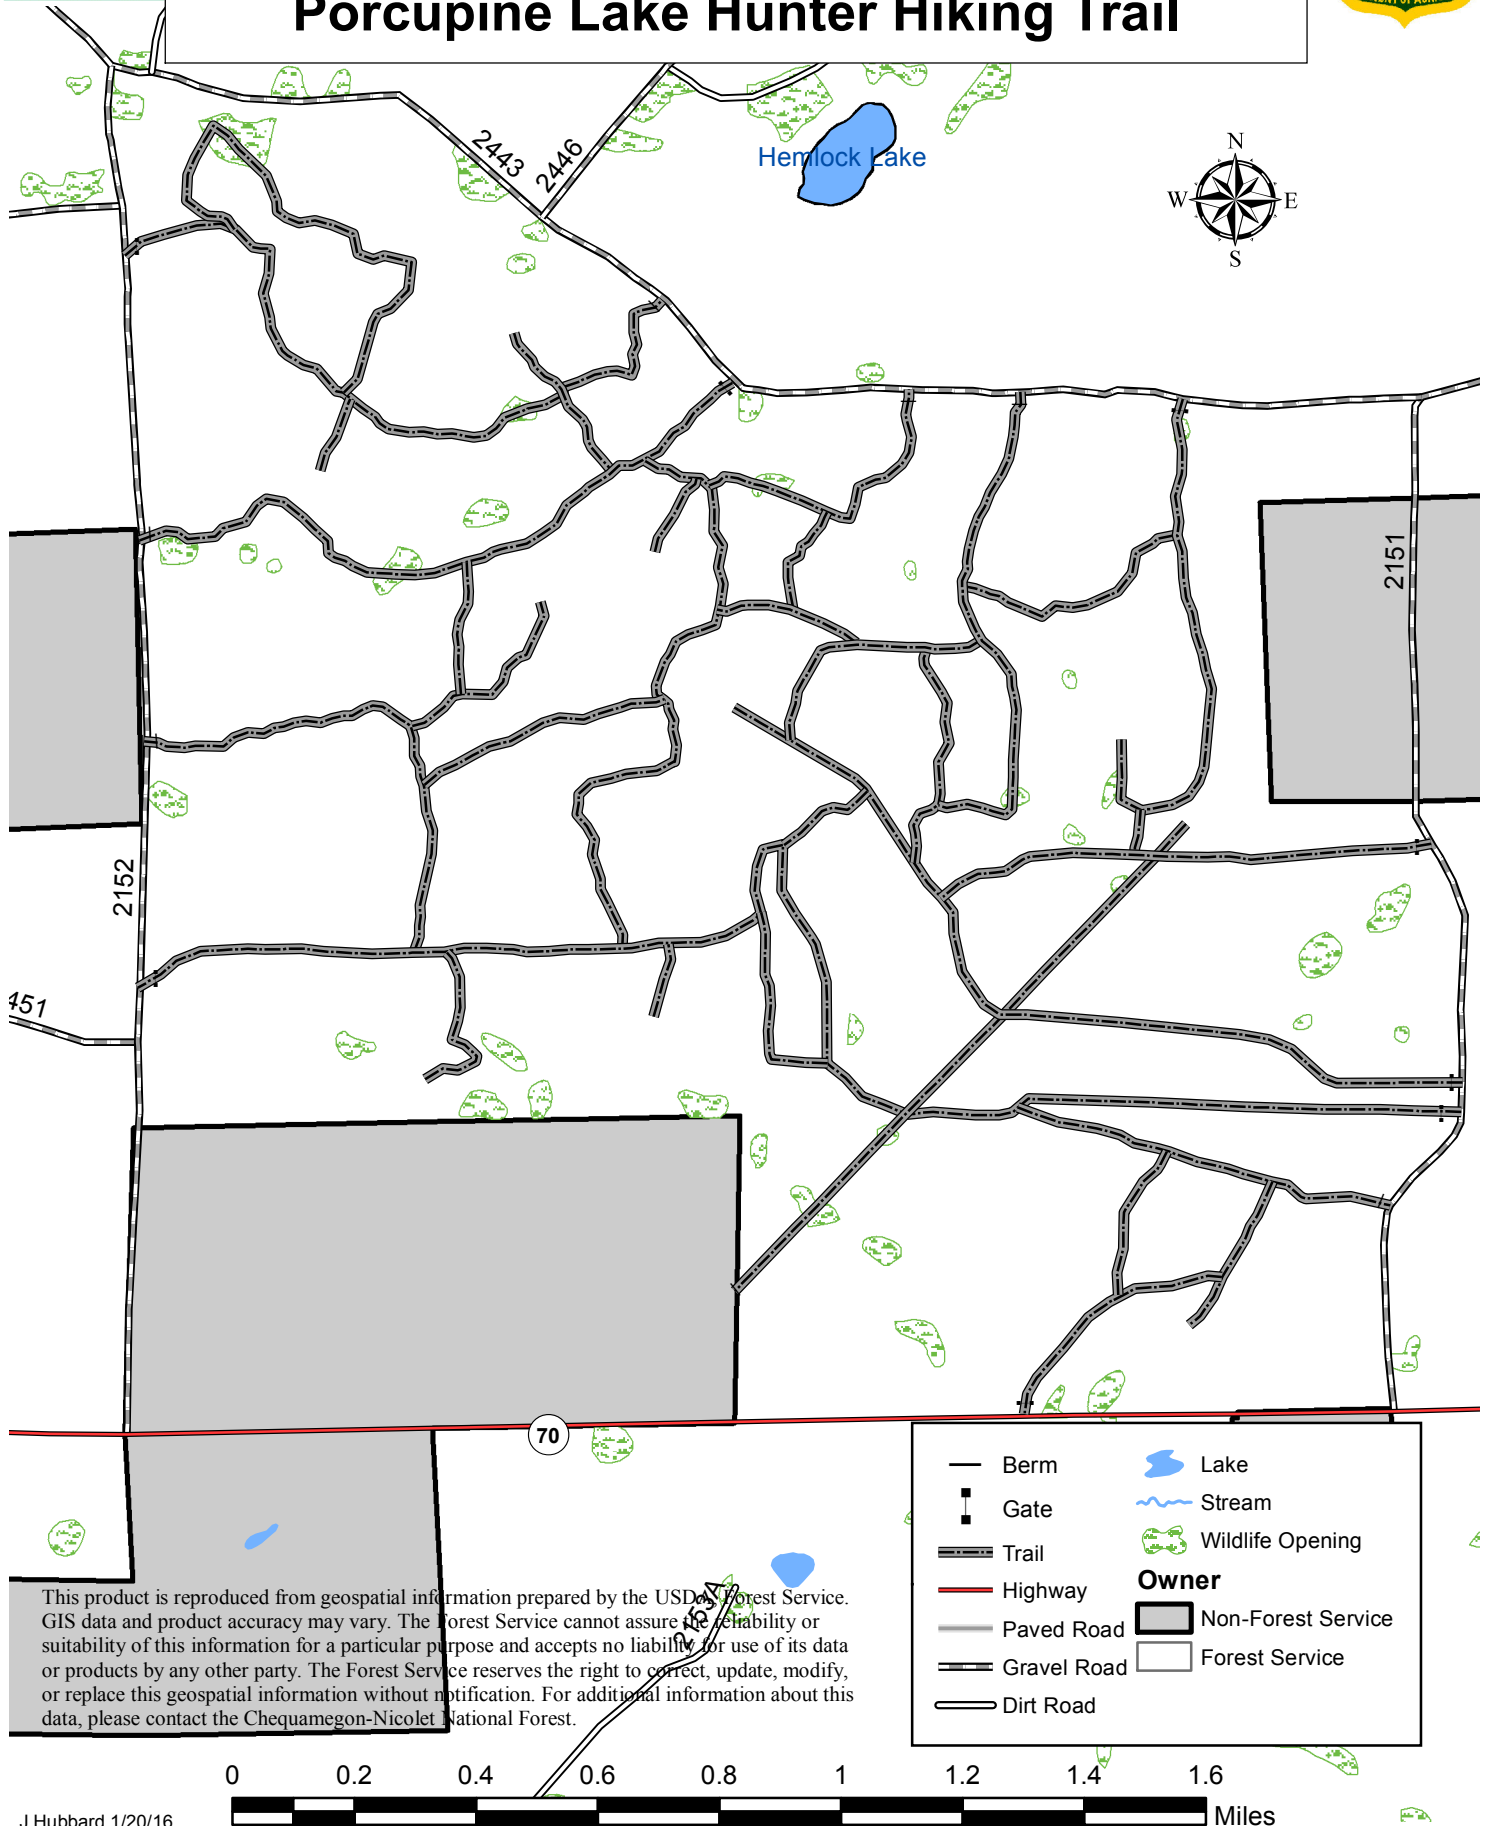 Porcupine Lake Hunter Hiking Trail
2443
2446
Hemlock Lake
N
W
E
S
2151
2152
451
70
Berm
Gate
Trail
Highway
Paved Road
Gravel Road
Dirt Road
Lake
Stream
Wildlife Opening
Owner
Non-Forest Service
Forest Service
2153A
This product is reproduced from geospatial information prepared by the USDA, Forest Service.
GIS data and product accuracy may vary. The Forest Service cannot assure the reliability or
suitability of this information for a particular purpose and accepts no liability for use of its data
or products by any other party. The Forest Service reserves the right to correct, update, modify,
or replace this geospatial information without notification. For additional information about this
data, please contact the Chequamegon-Nicolet National Forest.
0 0.2 0.4 0.6 0.8 1 1.2 1.4 1.6
Miles
J Hubbard 1/20/16